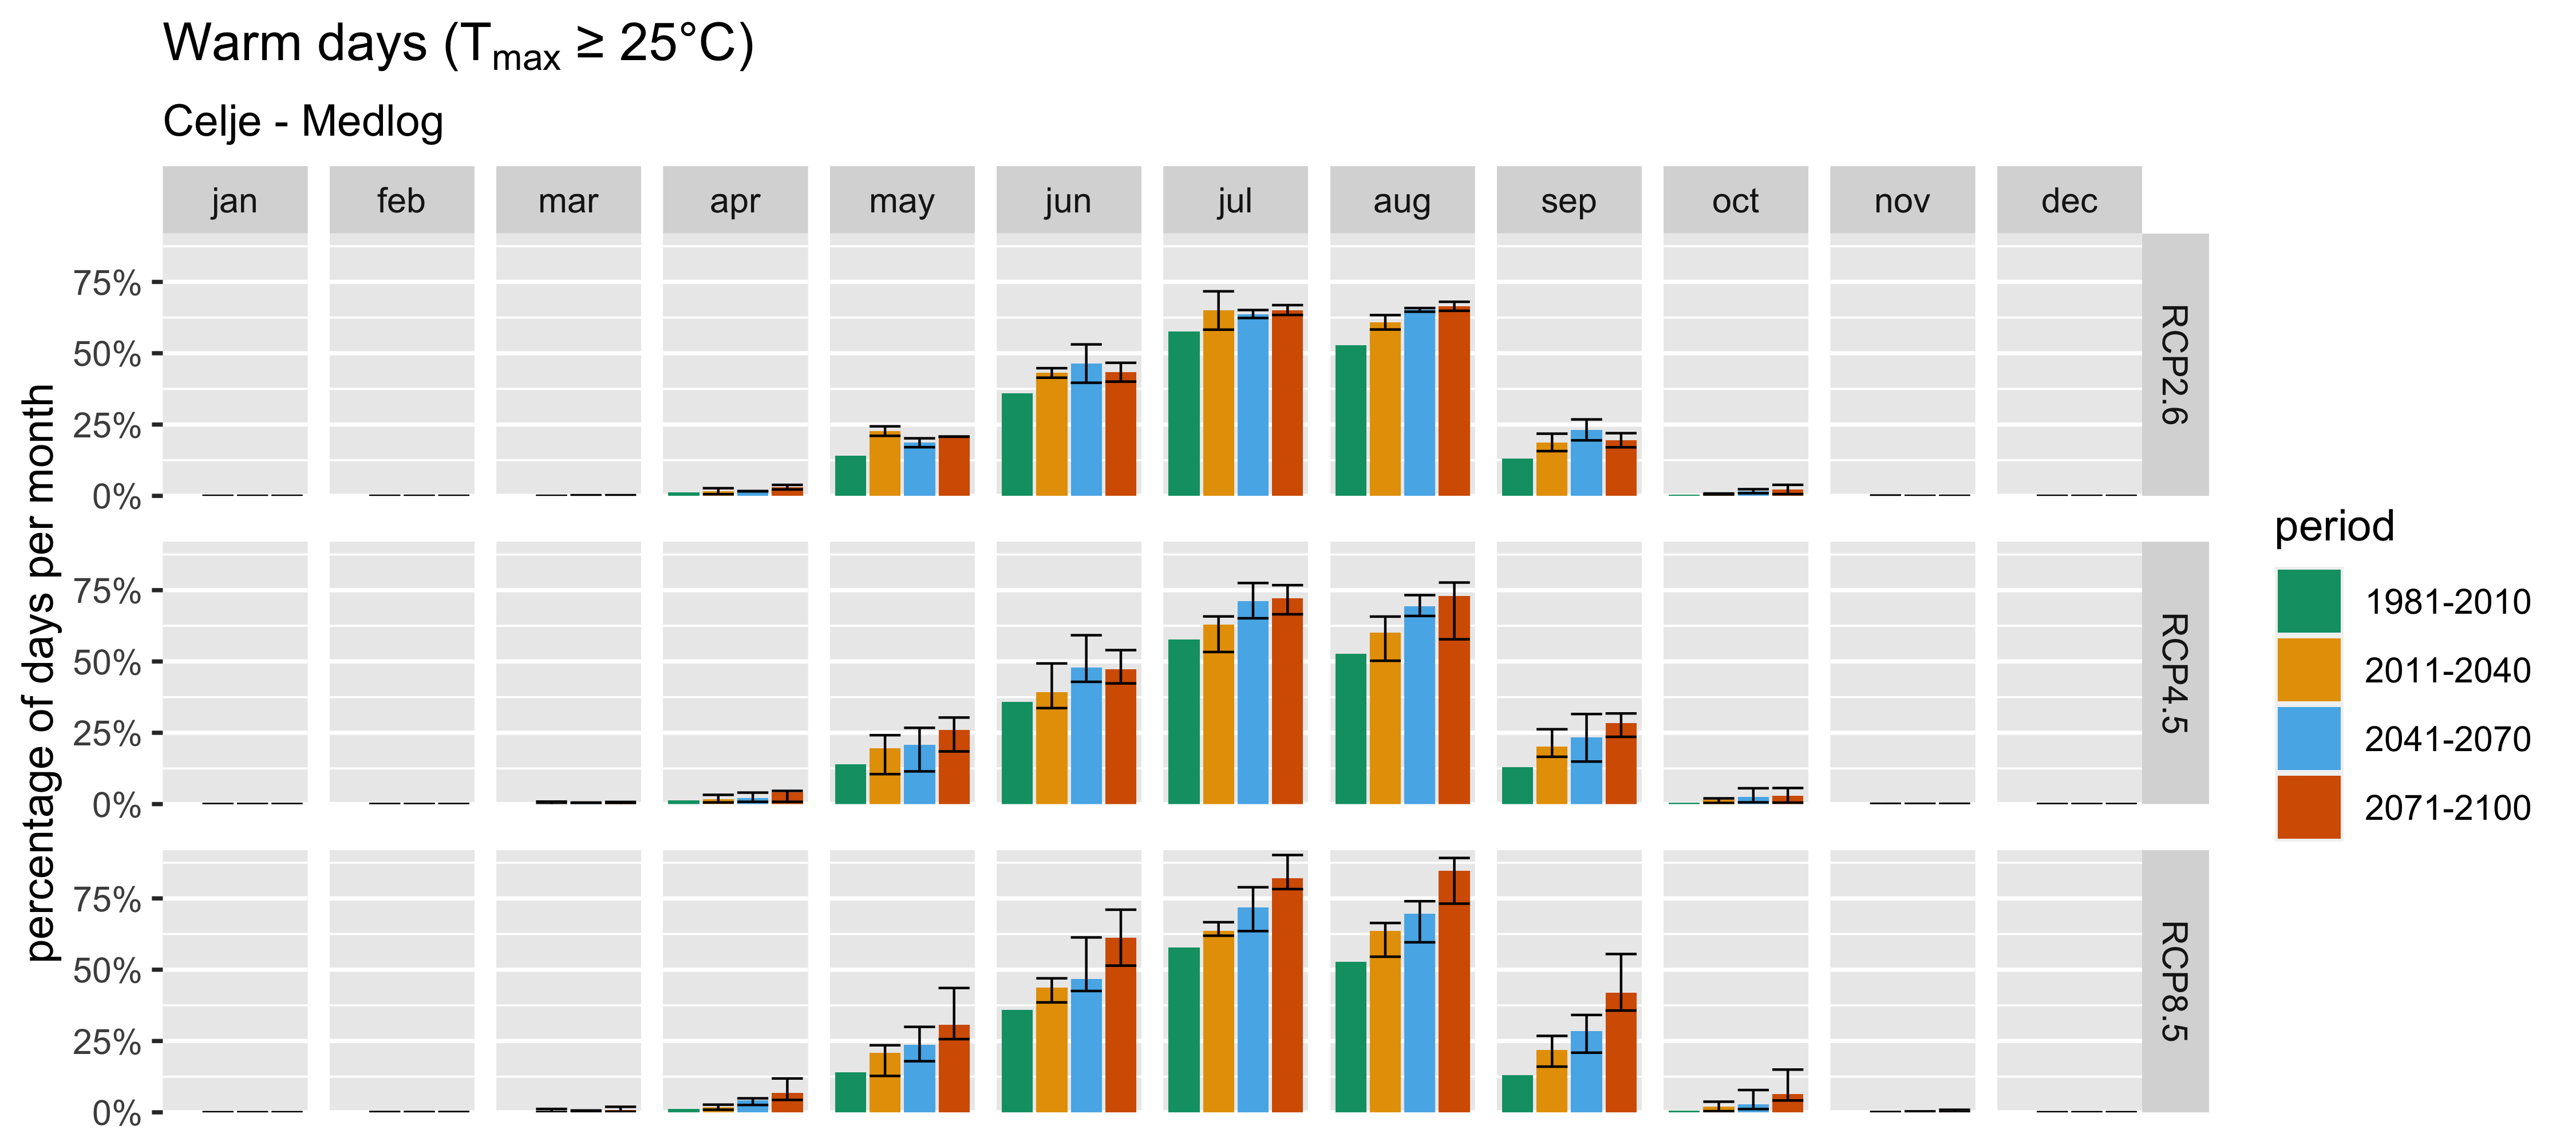 Warm days (Tmax ≥ 25°C)
Celje - Medlog
jan feb mar apr may jun jul aug sep oct nov dec
percentage of days per month
75%
50%
25%
0%
RCP2.6
75%
50%
25%
0%
RCP4.5
75%
50%
25%
0%
RCP8.5
period
1981-2010
2011-2040
2041-2070
2071-2100